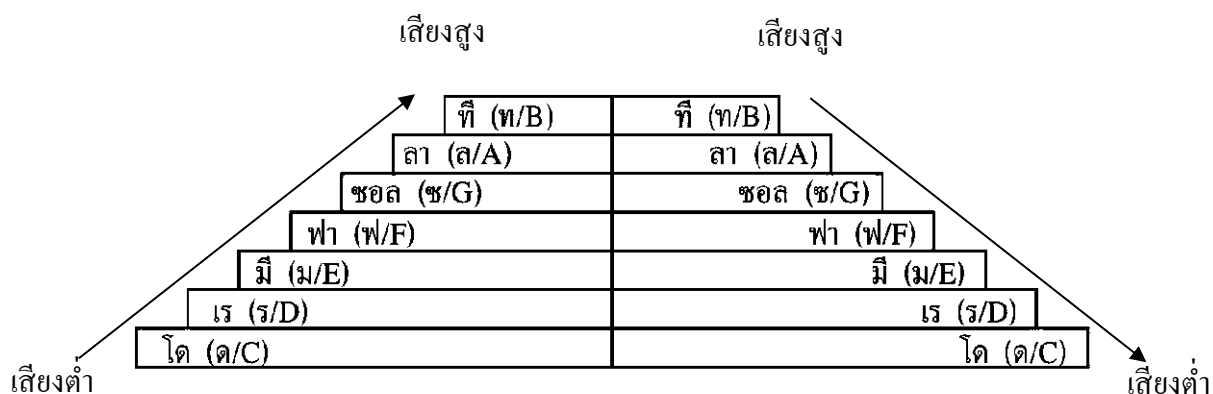 เสียงสูง เสียงสูง
ที (ท/B) ที (ท/B)
ลา (ล/A) ลา (ล/A)
ซอล (ซ/G) ซอล (ซ/G)
ฟา (ฟ/F) ฟา (ฟ/F)
มี (ม/E) มี (ม/E)
เร (ร/D) เร (ร/D)
โด (ด/C) โด (ด/C)
เสียงต่ำ เสียงต่ำ